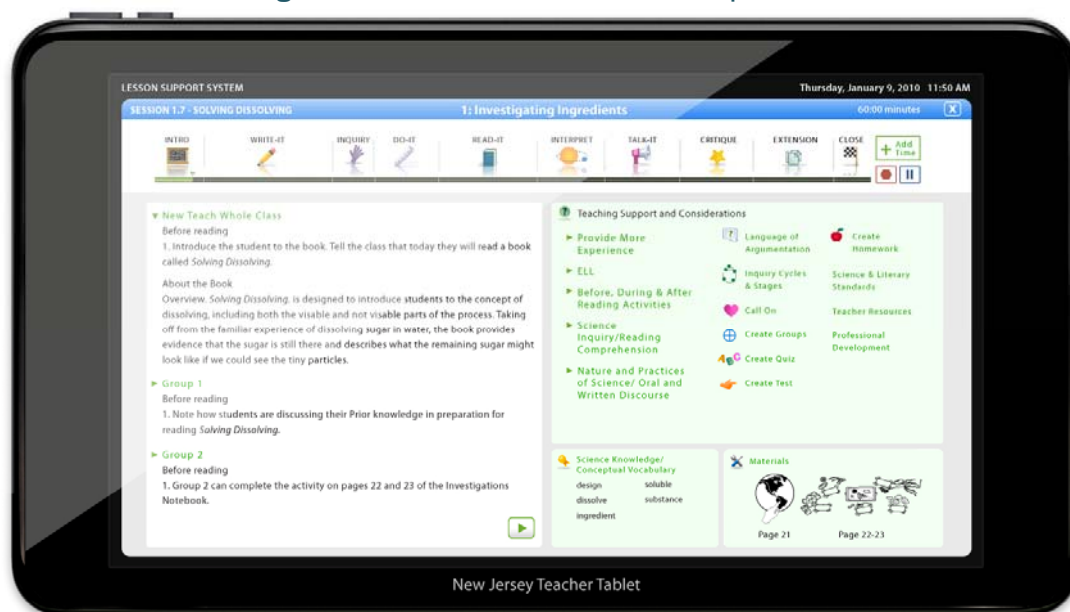 LESSON SUPPORT SYSTEM
Thursday, January 9, 2010 11:50 AM
SESSION 1.7 - SOLVING DISSOLVING
1: Investigating Ingredients
60:00 minutes
X
INTRO
WRITE-IT
INQUIRY
DO-IT
READ-IT
INTERPRET
TALK-IT
CRITIQUE
EXTENSION
CLOSE
+ Add Time
New Teach Whole Class
Before reading
1. Introduce the student to the book. Tell the class that today they will read a book
called Solving Dissolving.
About the Book
Overview. Solving Dissolving. is designed to introduce students to the concept of
dissolving, including both the visable and not visable parts of the process. Taking
off from the familiar experience of dissolving sugar in water, the book provides
evidence that the sugar is still there and describes what the remaining sugar might
look like if we could see the tiny particles.
Group 1
Before reading
1. Note how students are discussing their Prior knowledge in preparation for
reading Solving Dissolving.
Group 2
Before reading
1. Group 2 can complete the activity on pages 22 and 23 of the Investigations
Notebook.
? Teaching Support and Considerations
Provide More
Experience
ELL
Before, During & After
Reading Activities
Science
Inquiry/Reading
Comprehension
Nature and Practices
of Science/ Oral and
Written Discourse
? Language of
Argumentation
Inquiry Cycles
& Stages
Call On
Create Groups
ABC Create Quiz
Create Test
Create
Homework
Science & Literary
Standards
Teacher Resources
Professional
Development
Science Knowledge/
Conceptual Vocabulary
design
soluble
dissolve
substance
ingredient
Materials
Page 21
Page 22-23
New Jersey Teacher Tablet